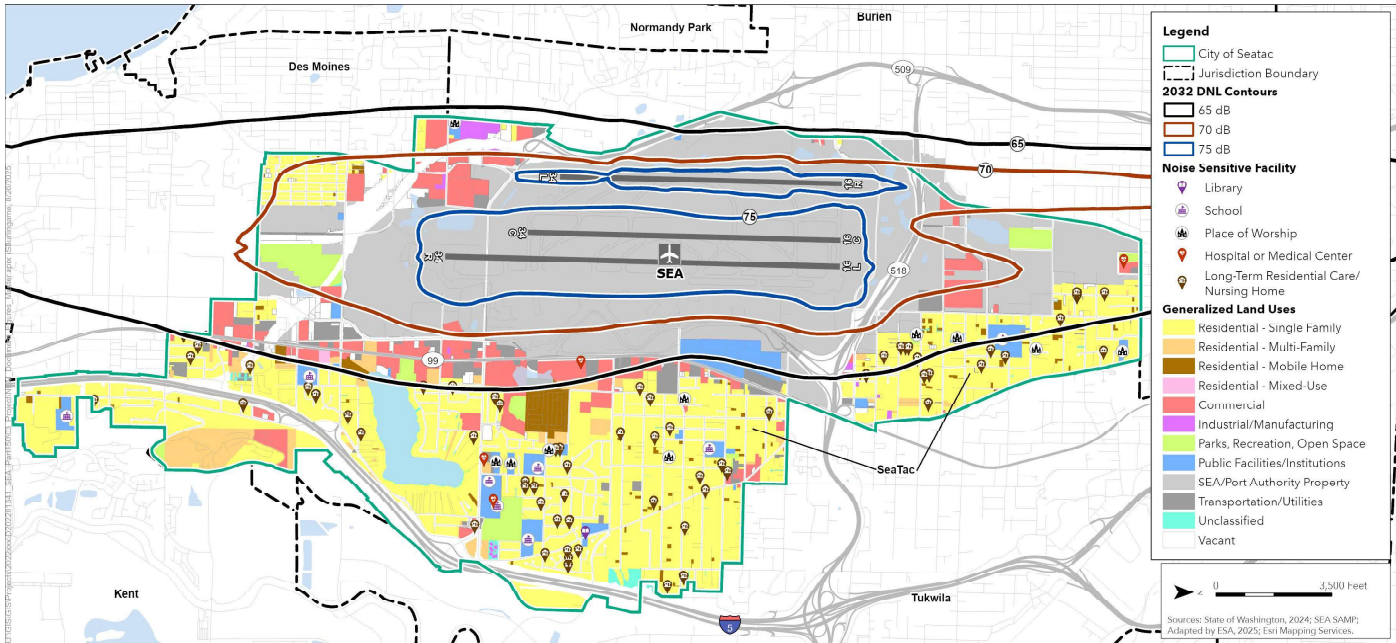 Burien
Normandy Park
Des Moines
509
65
70
75
SEA
518
99
SeaTac
Kent
Tukwila
5
Legend
City of Seatac
Jurisdiction Boundary
2032 DNL Contours
65 dB
70 dB
75 dB
Noise Sensitive Facility
Library
School
Place of Worship
Hospital or Medical Center
Long-Term Residential Care/
Nursing Home
Generalized Land Uses
Residential - Single Family
Residential - Multi-Family
Residential - Mobile Home
Residential - Mixed-Use
Commercial
Industrial/Manufacturing
Parks, Recreation, Open Space
Public Facilities/Institutions
SEA/Port Authority Property
Transportation/Utilities
Unclassified
Vacant
0 3,500 Feet
Sources: State of Washington, 2024; SEA SAMP;
Adapted by ESA, 2025; Esri Mapping Services.